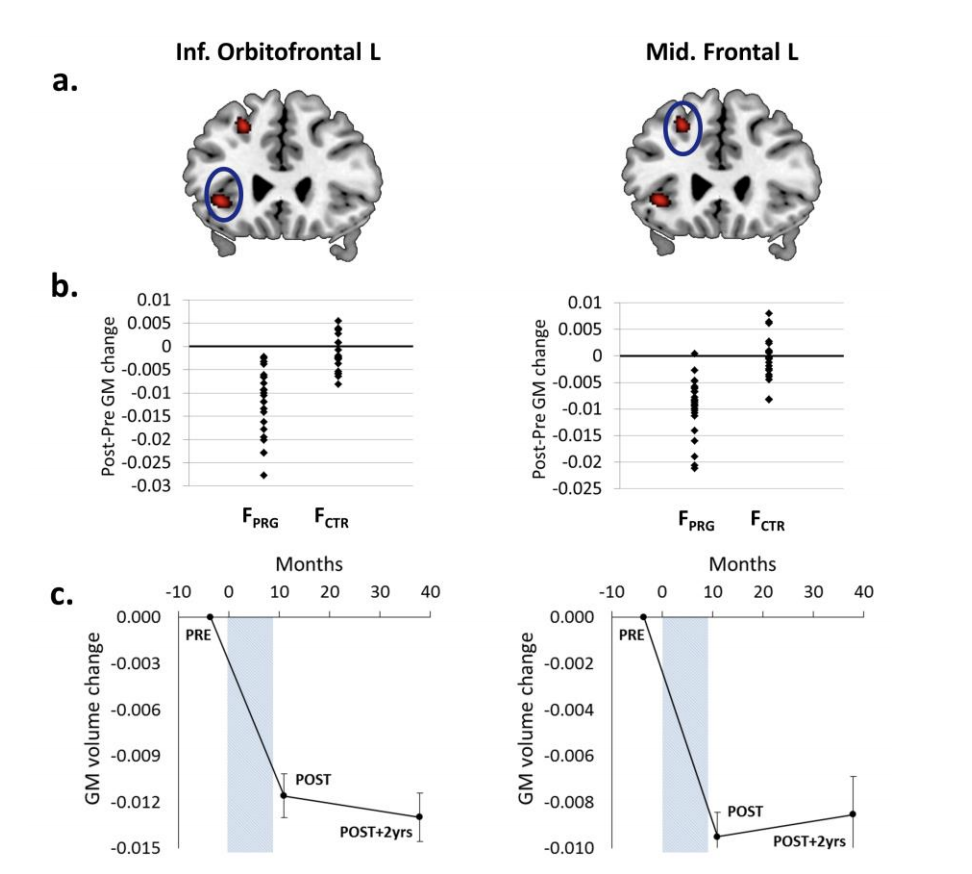 Inf. Orbitofrontal L
Mid. Frontal L
a.
b.
0.01
0.005
0
-0.005
-0.01
-0.015
-0.02
-0.025
-0.03
Post-Pre GM change
F_PRG F_CTR
0.01
0.005
0
-0.005
-0.01
-0.015
-0.02
-0.025
Post-Pre GM change
F_PRG F_CTR
c.
Months
-10 0 10 20 30 40
0.000
-0.003
-0.006
-0.009
-0.012
-0.015
GM volume change
PRE
POST
POST+2yrs
Months
-10 0 10 20 30 40
0.000
-0.002
-0.004
-0.006
-0.008
-0.010
GM volume change
PRE
POST
POST+2yrs